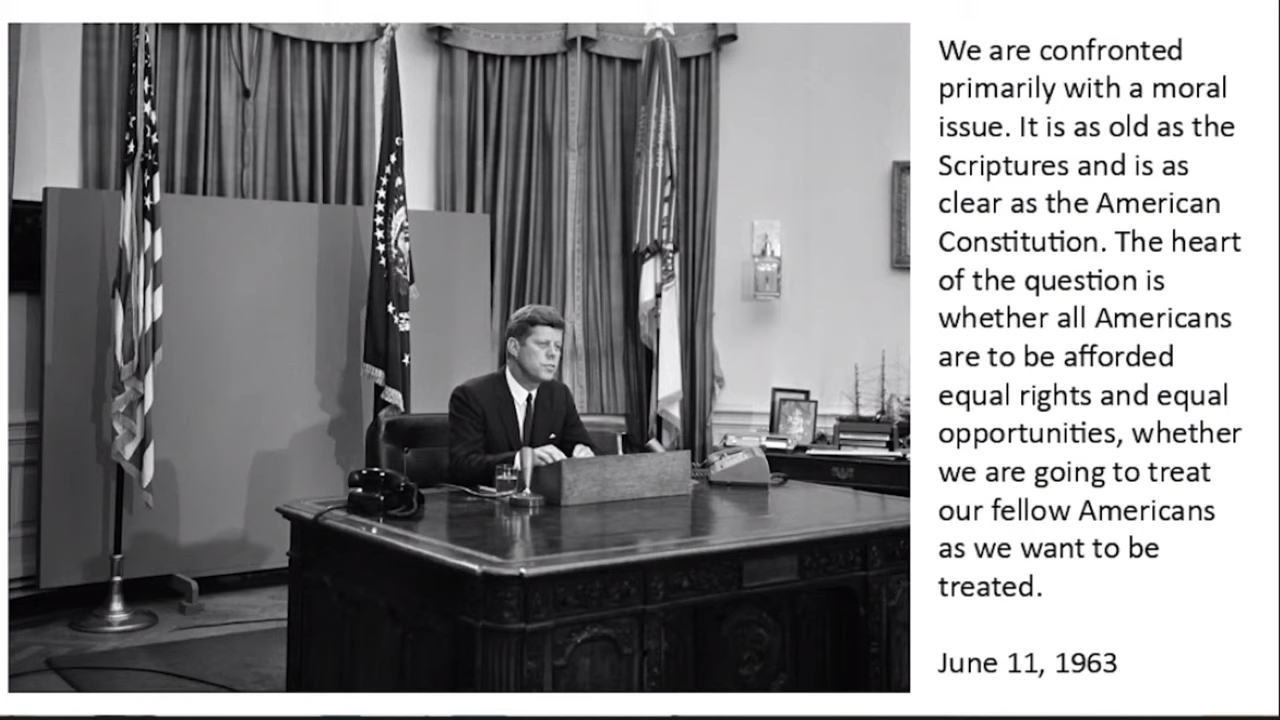 We are confronted
primarily with a moral
issue. It is as old as the
Scriptures and is as
clear as the American
Constitution. The heart
of the question is
whether all Americans
are to be afforded
equal rights and equal
opportunities, whether
we are going to treat
our fellow Americans
as we want to be
treated.
June 11, 1963